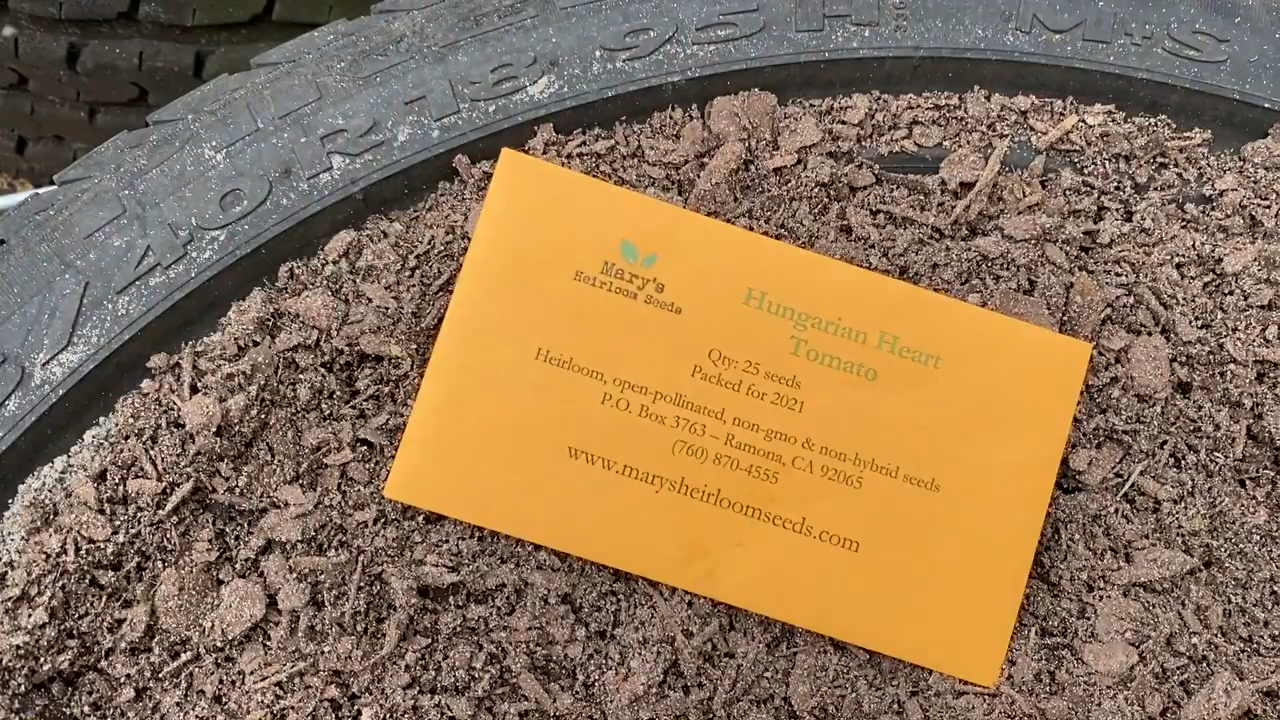 40R18 95H M+S
Mary's
Heirloom Seeds
Hungarian Heart
Tomato
Qty: 25 seeds
Packed for 2021
Heirloom, open-pollinated, non-gmo & non-hybrid seeds
P.O. Box 3763 – Ramona, CA 92065
(760) 870-4555
www.marysheirloomseeds.com